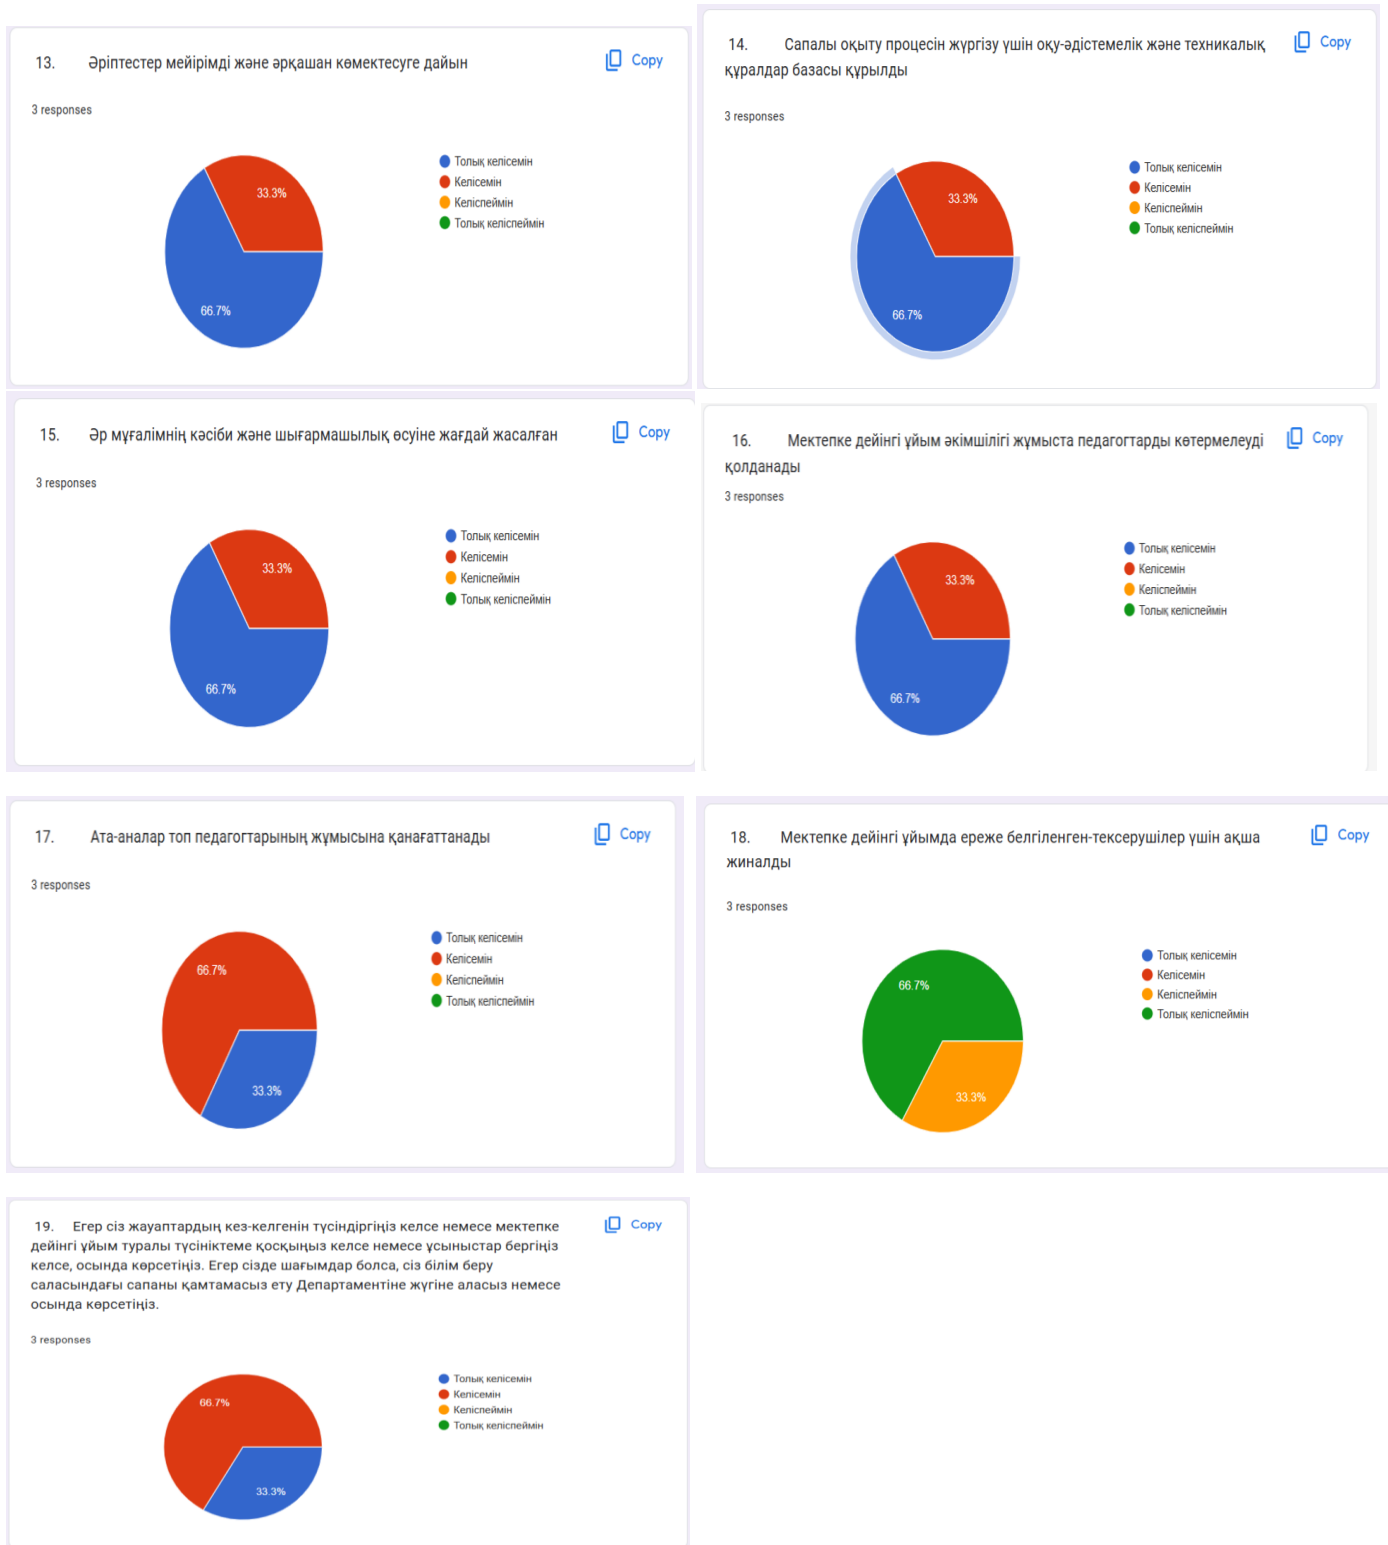 13. Әріптестер мейірімді және әрқашан көмектесуге дайын
Copy
3 responses
33.3%
66.7%
Толық келісемін
Келісемін
Келіспеймін
Толық келіспеймін
14. Сапалы оқыту процесін жүргізу үшін оқу-әдістемелік және техникалық
құралдар базасы құрылды
Copy
3 responses
33.3%
66.7%
Толық келісемін
Келісемін
Келіспеймін
Толық келіспеймін
15. Әр мұғалімнің кәсіби және шығармашылық өсуіне жағдай жасалған
Copy
3 responses
33.3%
66.7%
Толық келісемін
Келісемін
Келіспеймін
Толық келіспеймін
16. Мектепке дейінгі ұйым әкімшілігі жұмыста педагогтарды көтермелеуді
қолданады
Copy
3 responses
33.3%
66.7%
Толық келісемін
Келісемін
Келіспеймін
Толық келіспеймін
17. Ата-аналар топ педагогтарының жұмысына қанағаттанады
Copy
3 responses
66.7%
33.3%
Толық келісемін
Келісемін
Келіспеймін
Толық келіспеймін
18. Мектепке дейінгі ұйымда ереже белгіленген-тексерушілер үшін ақша
жиналды
Copy
3 responses
66.7%
33.3%
Толық келісемін
Келісемін
Келіспеймін
Толық келіспеймін
19. Егер сіз жауаптардың кез-келгенін түсіндіргіңіз келсе немесе мектепке
дейінгі ұйым туралы түсініктеме қосқыңыз келсе немесе ұсыныстар бергіңіз
келсе, осында көрсетіңіз. Егер сізде шағымдар болса, сіз білім беру
саласындағы сапаны қамтамасыз ету Департаментіне жүгіне аласыз немесе
осында көрсетіңіз.
Copy
3 responses
66.7%
33.3%
Толық келісемін
Келісемін
Келіспеймін
Толық келіспеймін